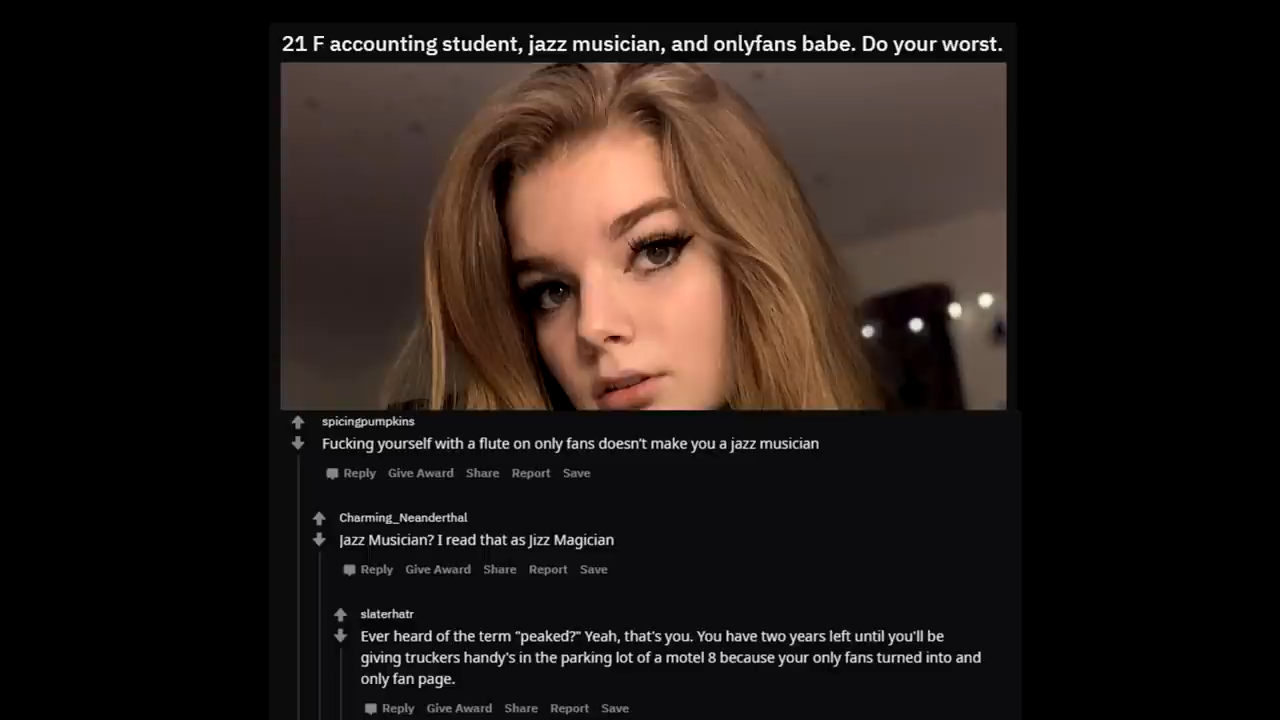 21 F accounting student, jazz musician, and onlyfans babe. Do your worst.
spicingpumpkins
Fucking yourself with a flute on only fans doesn't make you a jazz musician
Reply Give Award Share Report Save
Charming_Neanderthal
Jazz Musician? I read that as Jizz Magician
Reply Give Award Share Report Save
slaterhatr
Ever heard of the term "peaked?" Yeah, that's you. You have two years left until you'll be
giving truckers handy's in the parking lot of a motel 8 because your only fans turned into and
only fan page.
Reply Give Award Share Report Save